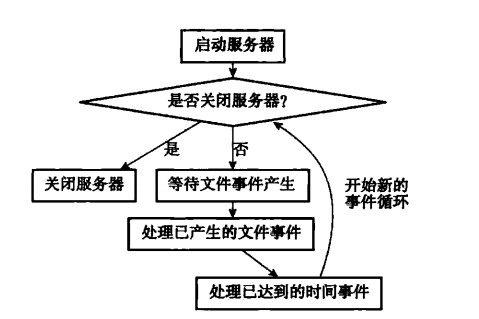 启动服务器
是否关闭服务器?
是
否
关闭服务器
等待文件事件产生
开始新的
事件循环
处理已产生的文件事件
处理已达到的时间事件